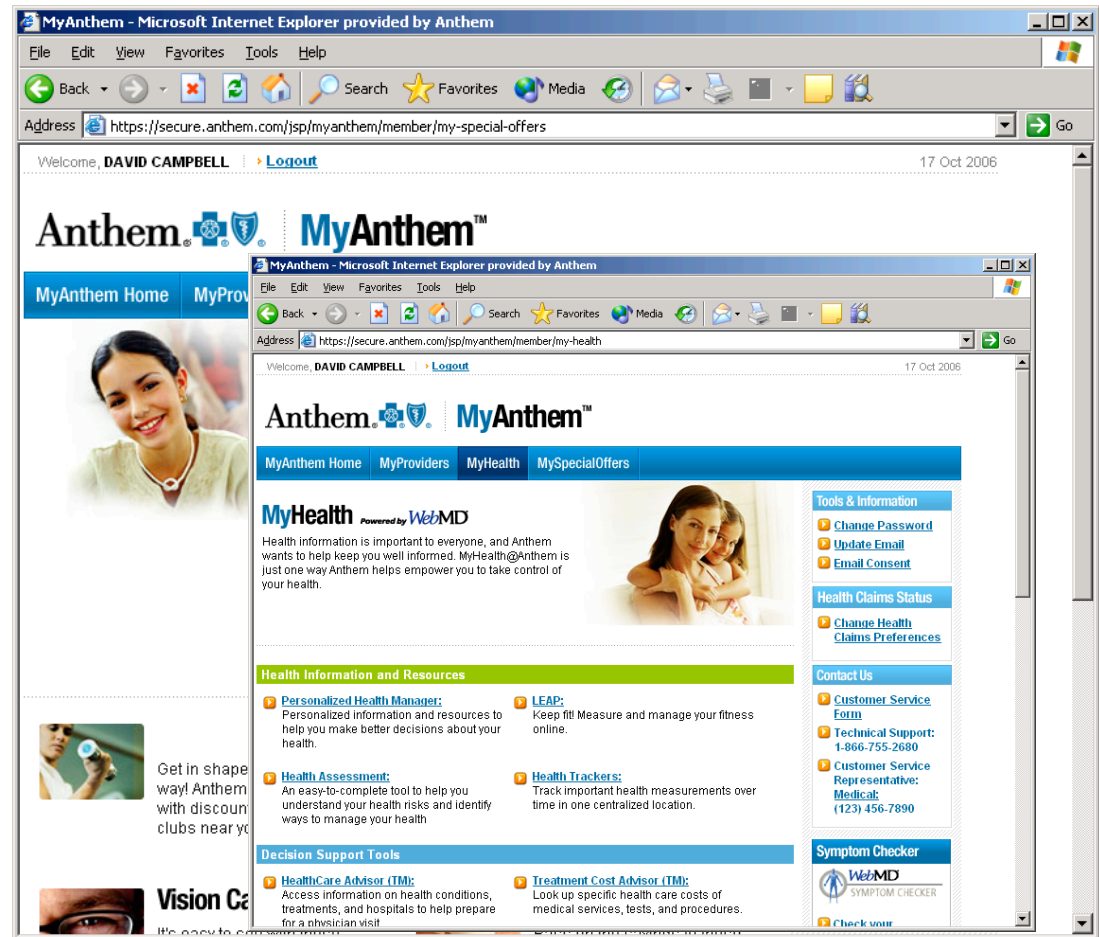 MyAnthem - Microsoft Internet Explorer provided by Anthem
File Edit View Favorites Tools Help
Back Search Favorites Media
Address https://secure.anthem.com/jsp/myanthem/member/my-special-offers Go
Welcome, DAVID CAMPBELL Logout 17 Oct 2006
Anthem. MyAnthem™
MyAnthem Home MyProv
Get in shape
way! Anthem
with discoun
clubs near yo
Vision Ca
MyAnthem - Microsoft Internet Explorer provided by Anthem
File Edit View Favorites Tools Help
Back Search Favorites Media
Address https://secure.anthem.com/jsp/myanthem/member/my-health Go
Welcome, DAVID CAMPBELL Logout 17 Oct 2006
Anthem. MyAnthem™
MyAnthem Home MyProviders MyHealth MySpecialOffers
MyHealth Powered by WebMD
Health information is important to everyone, and Anthem
wants to help keep you well informed. MyHealth@Anthem is
just one way Anthem helps empower you to take control of
your health.
Health Information and Resources
Personalized Health Manager:
Personalized information and resources to
help you make better decisions about your
health.
LEAP:
Keep fit! Measure and manage your fitness
online.
Health Assessment:
An easy-to-complete tool to help you
understand your health risks and identify
ways to manage your health
Health Trackers:
Track important health measurements over
time in one centralized location.
Decision Support Tools
HealthCare Advisor (TM):
Access information on health conditions,
treatments, and hospitals to help prepare
for a physician visit
Treatment Cost Advisor (TM):
Look up specific health care costs of
medical services, tests, and procedures.
Tools & Information
Change Password
Update Email
Email Consent
Health Claims Status
Change Health
Claims Preferences
Contact Us
Customer Service
Form
Technical Support:
1-866-755-2680
Customer Service
Representative:
Medical:
(123) 456-7890
Symptom Checker
WebMD
SYMPTOM CHECKER
Check your